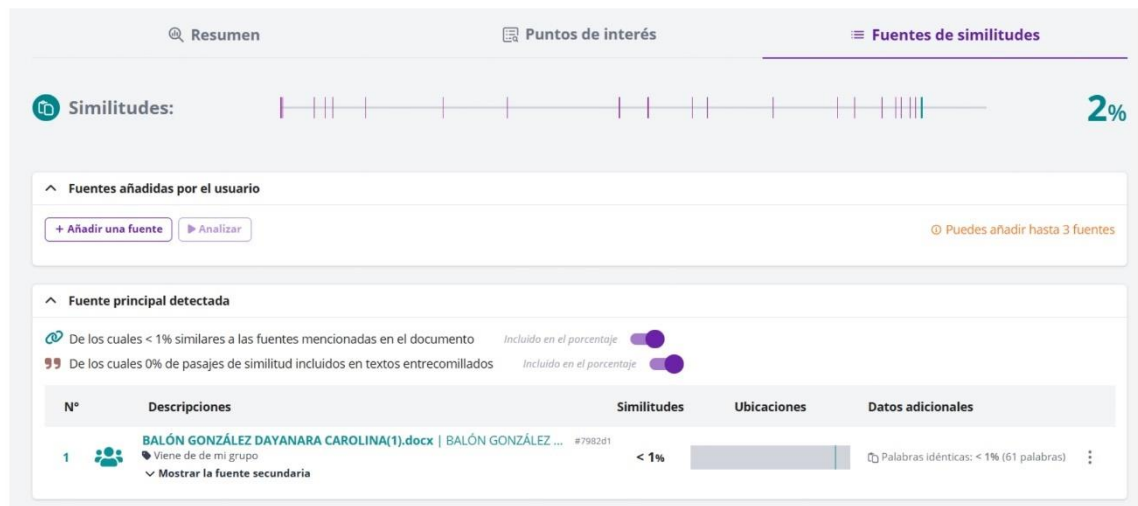 Resumen
Puntos de interés
Fuentes de similitudes
Similitudes:
2%
Fuentes añadidas por el usuario
+ Añadir una fuente
Analizar
Puedes añadir hasta 3 fuentes
Fuente principal detectada
De los cuales < 1% similares a las fuentes mencionadas en el documento Incluido en el porcentaje
De los cuales 0% de pasajes de similitud incluidos en textos entrecomillados Incluido en el porcentaje
N° Descripciones Similitudes Ubicaciones Datos adicionales
BALÓN GONZÁLEZ DAYANARA CAROLINA(1).docx | BALÓN GONZÁLEZ ... #7982d1
1 Viene de de mi grupo < 1% Palabras idénticas: < 1% (61 palabras)
Mostrar la fuente secundaria